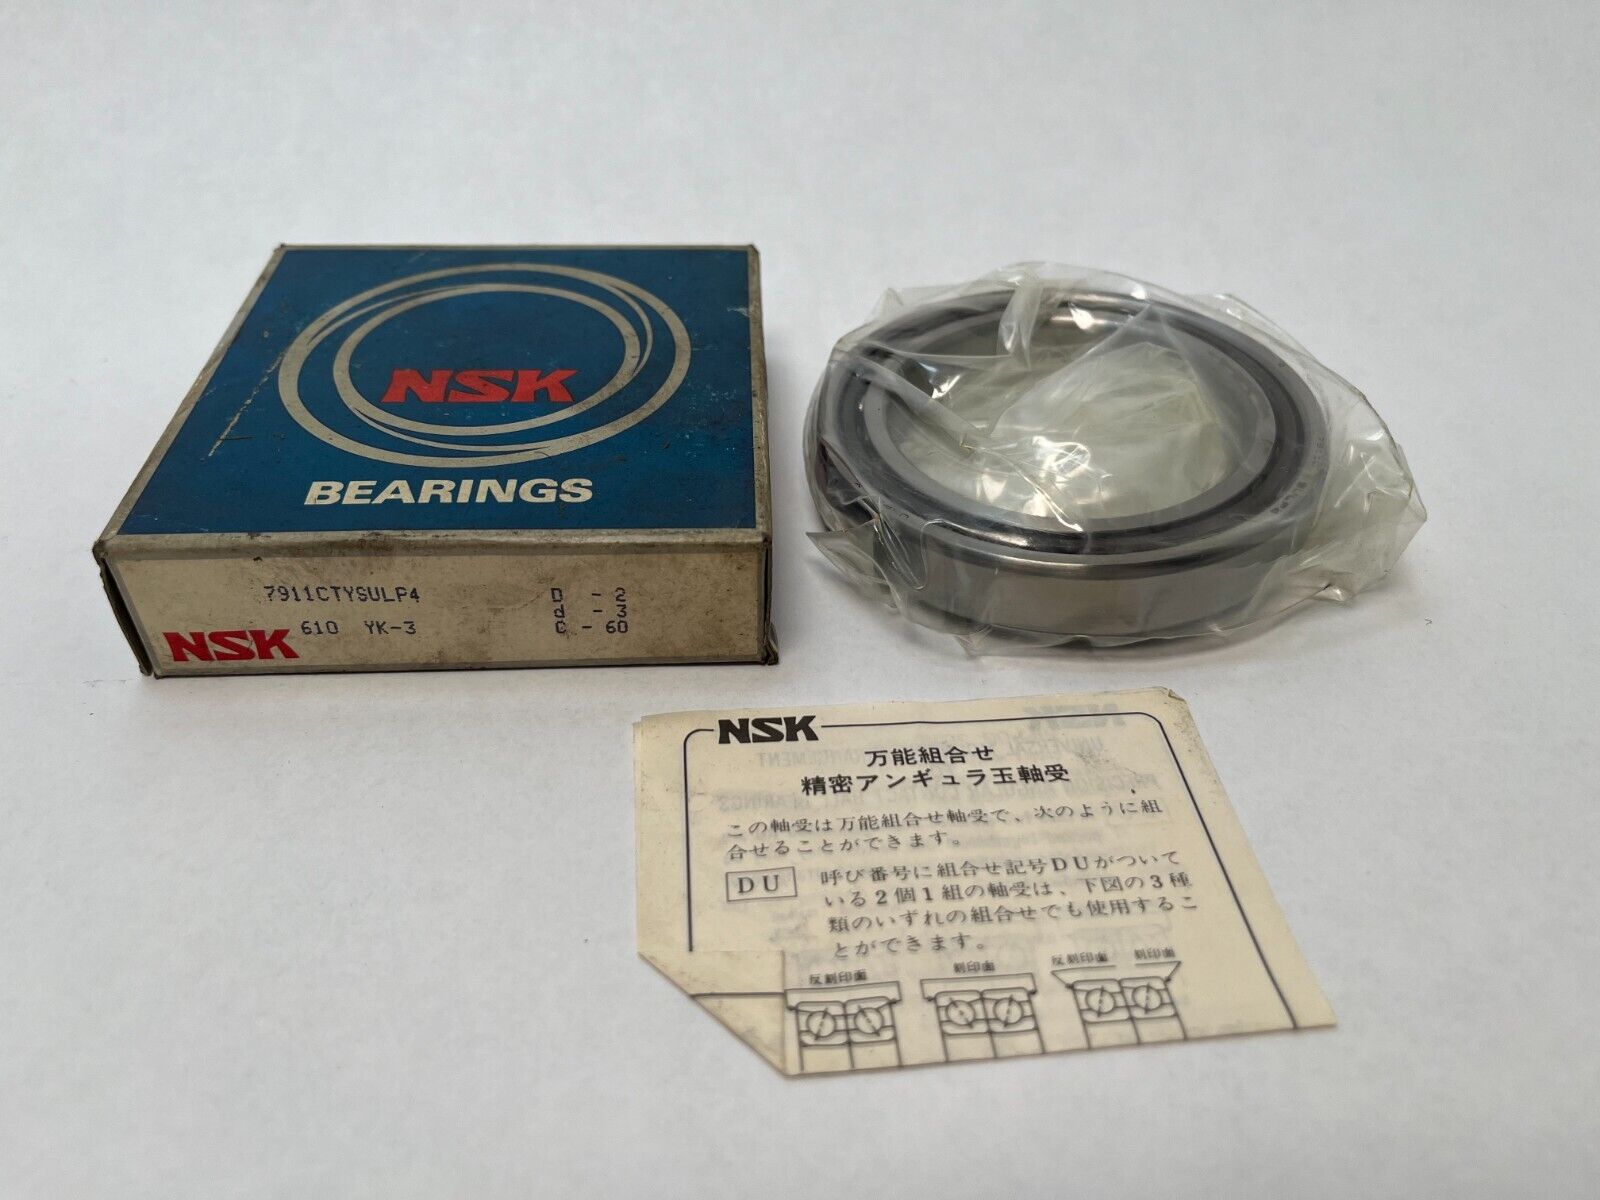 NSK
BEARINGS
7911CTYSULP4 D - 2
d - 3
NSK 610 YK-3 C - 60
NSK
万能組合せ
精密アンギュラ玉軸受
この軸受は万能組合せ軸受で、次のように組
合せることができます。
DU 呼び番号に組合せ記号DUがついて
いる2個1組の軸受は、下図の3種
類のいずれの組合せでも使用するこ
とができます。
反刻印面 刻印面 反刻印面 刻印面